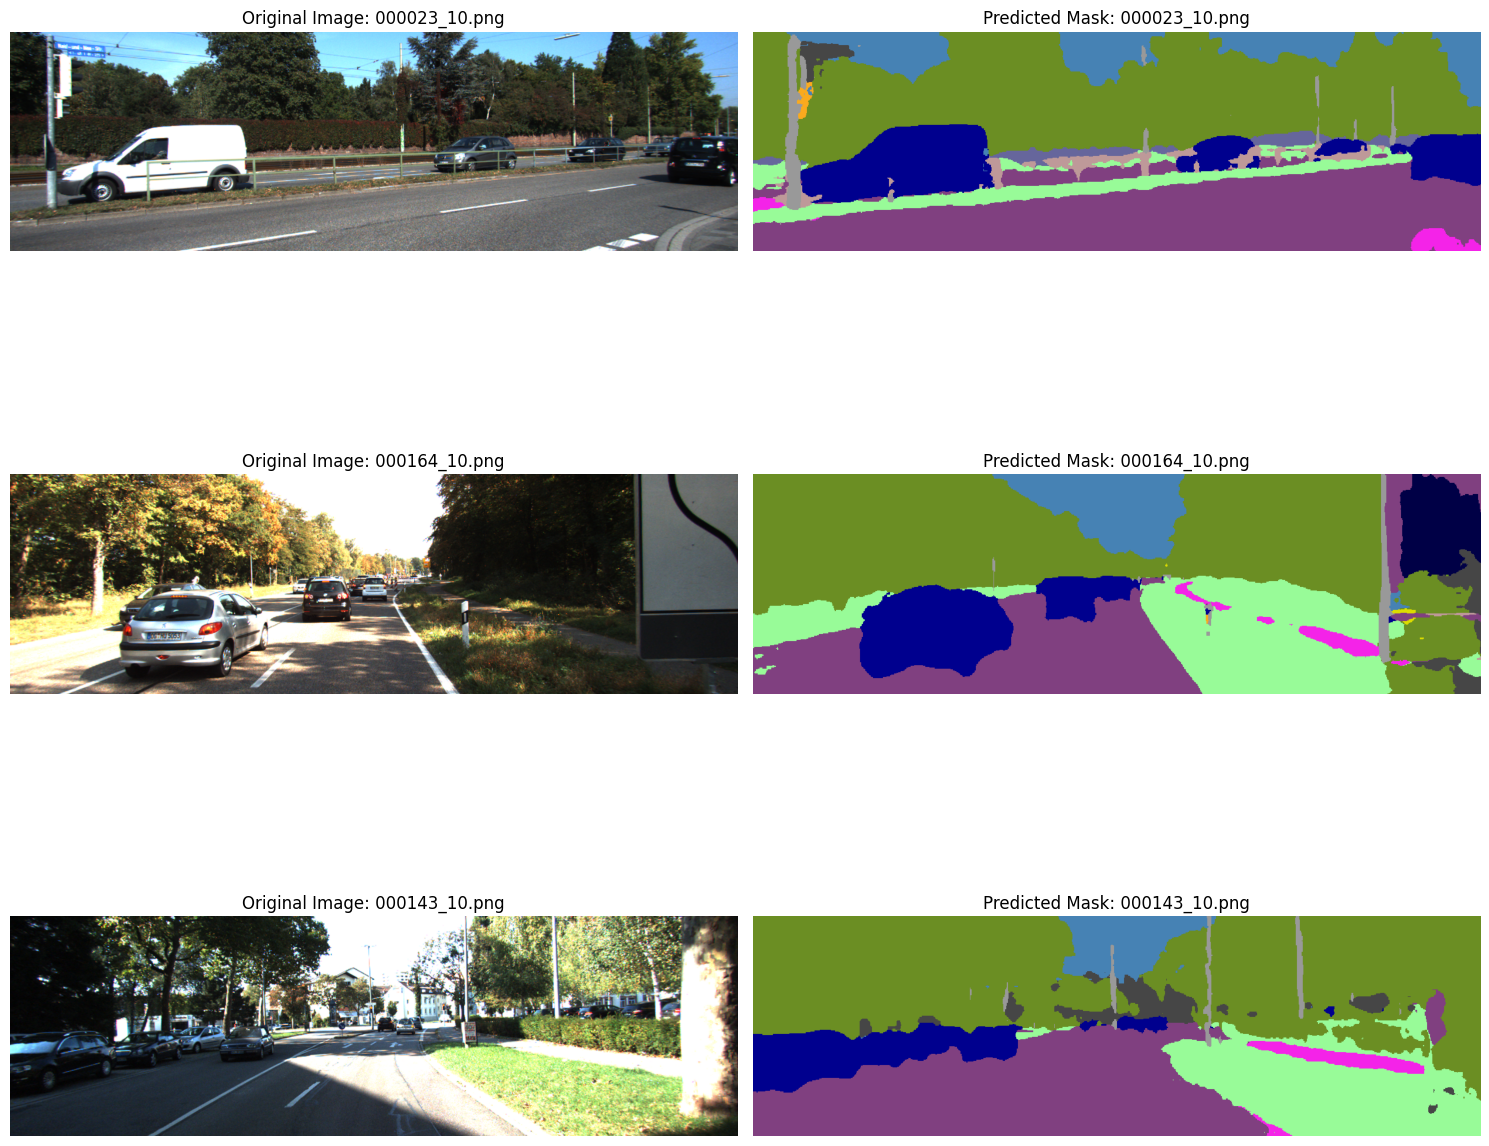 Original Image: 000023_10.png
Predicted Mask: 000023_10.png
Original Image: 000164_10.png
Predicted Mask: 000164_10.png
Original Image: 000143_10.png
Predicted Mask: 000143_10.png